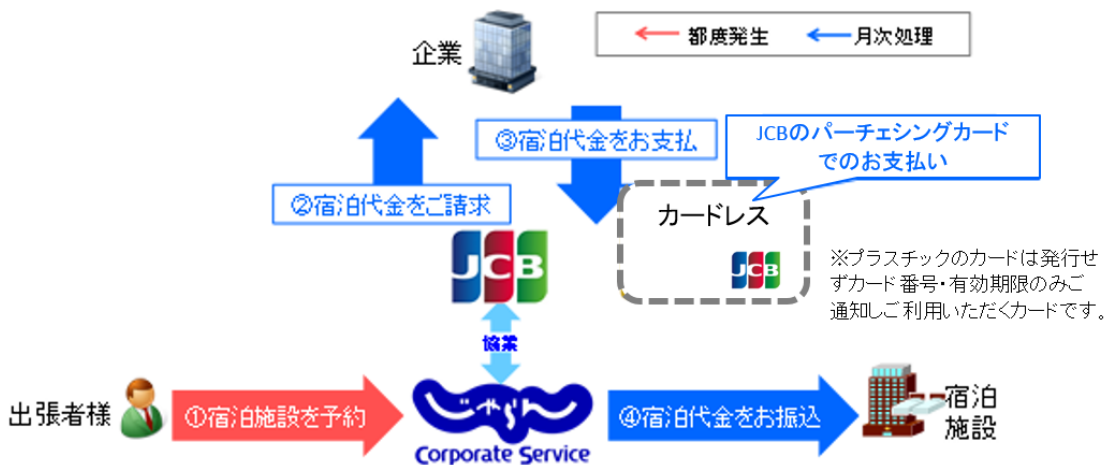 企業
都度発生
月次処理
③宿泊代金をお支払
JCBのパーチェシングカード
でのお支払い
②宿泊代金をご請求
カードレス
JCB
JCB
※プラスチックのカードは発行せ
ずカード番号・有効期限のみご
通知しご利用いただくカードです。
協業
出張者様
①宿泊施設を予約
じゃらん
Corporate Service
④宿泊代金をお振込
宿泊
施設